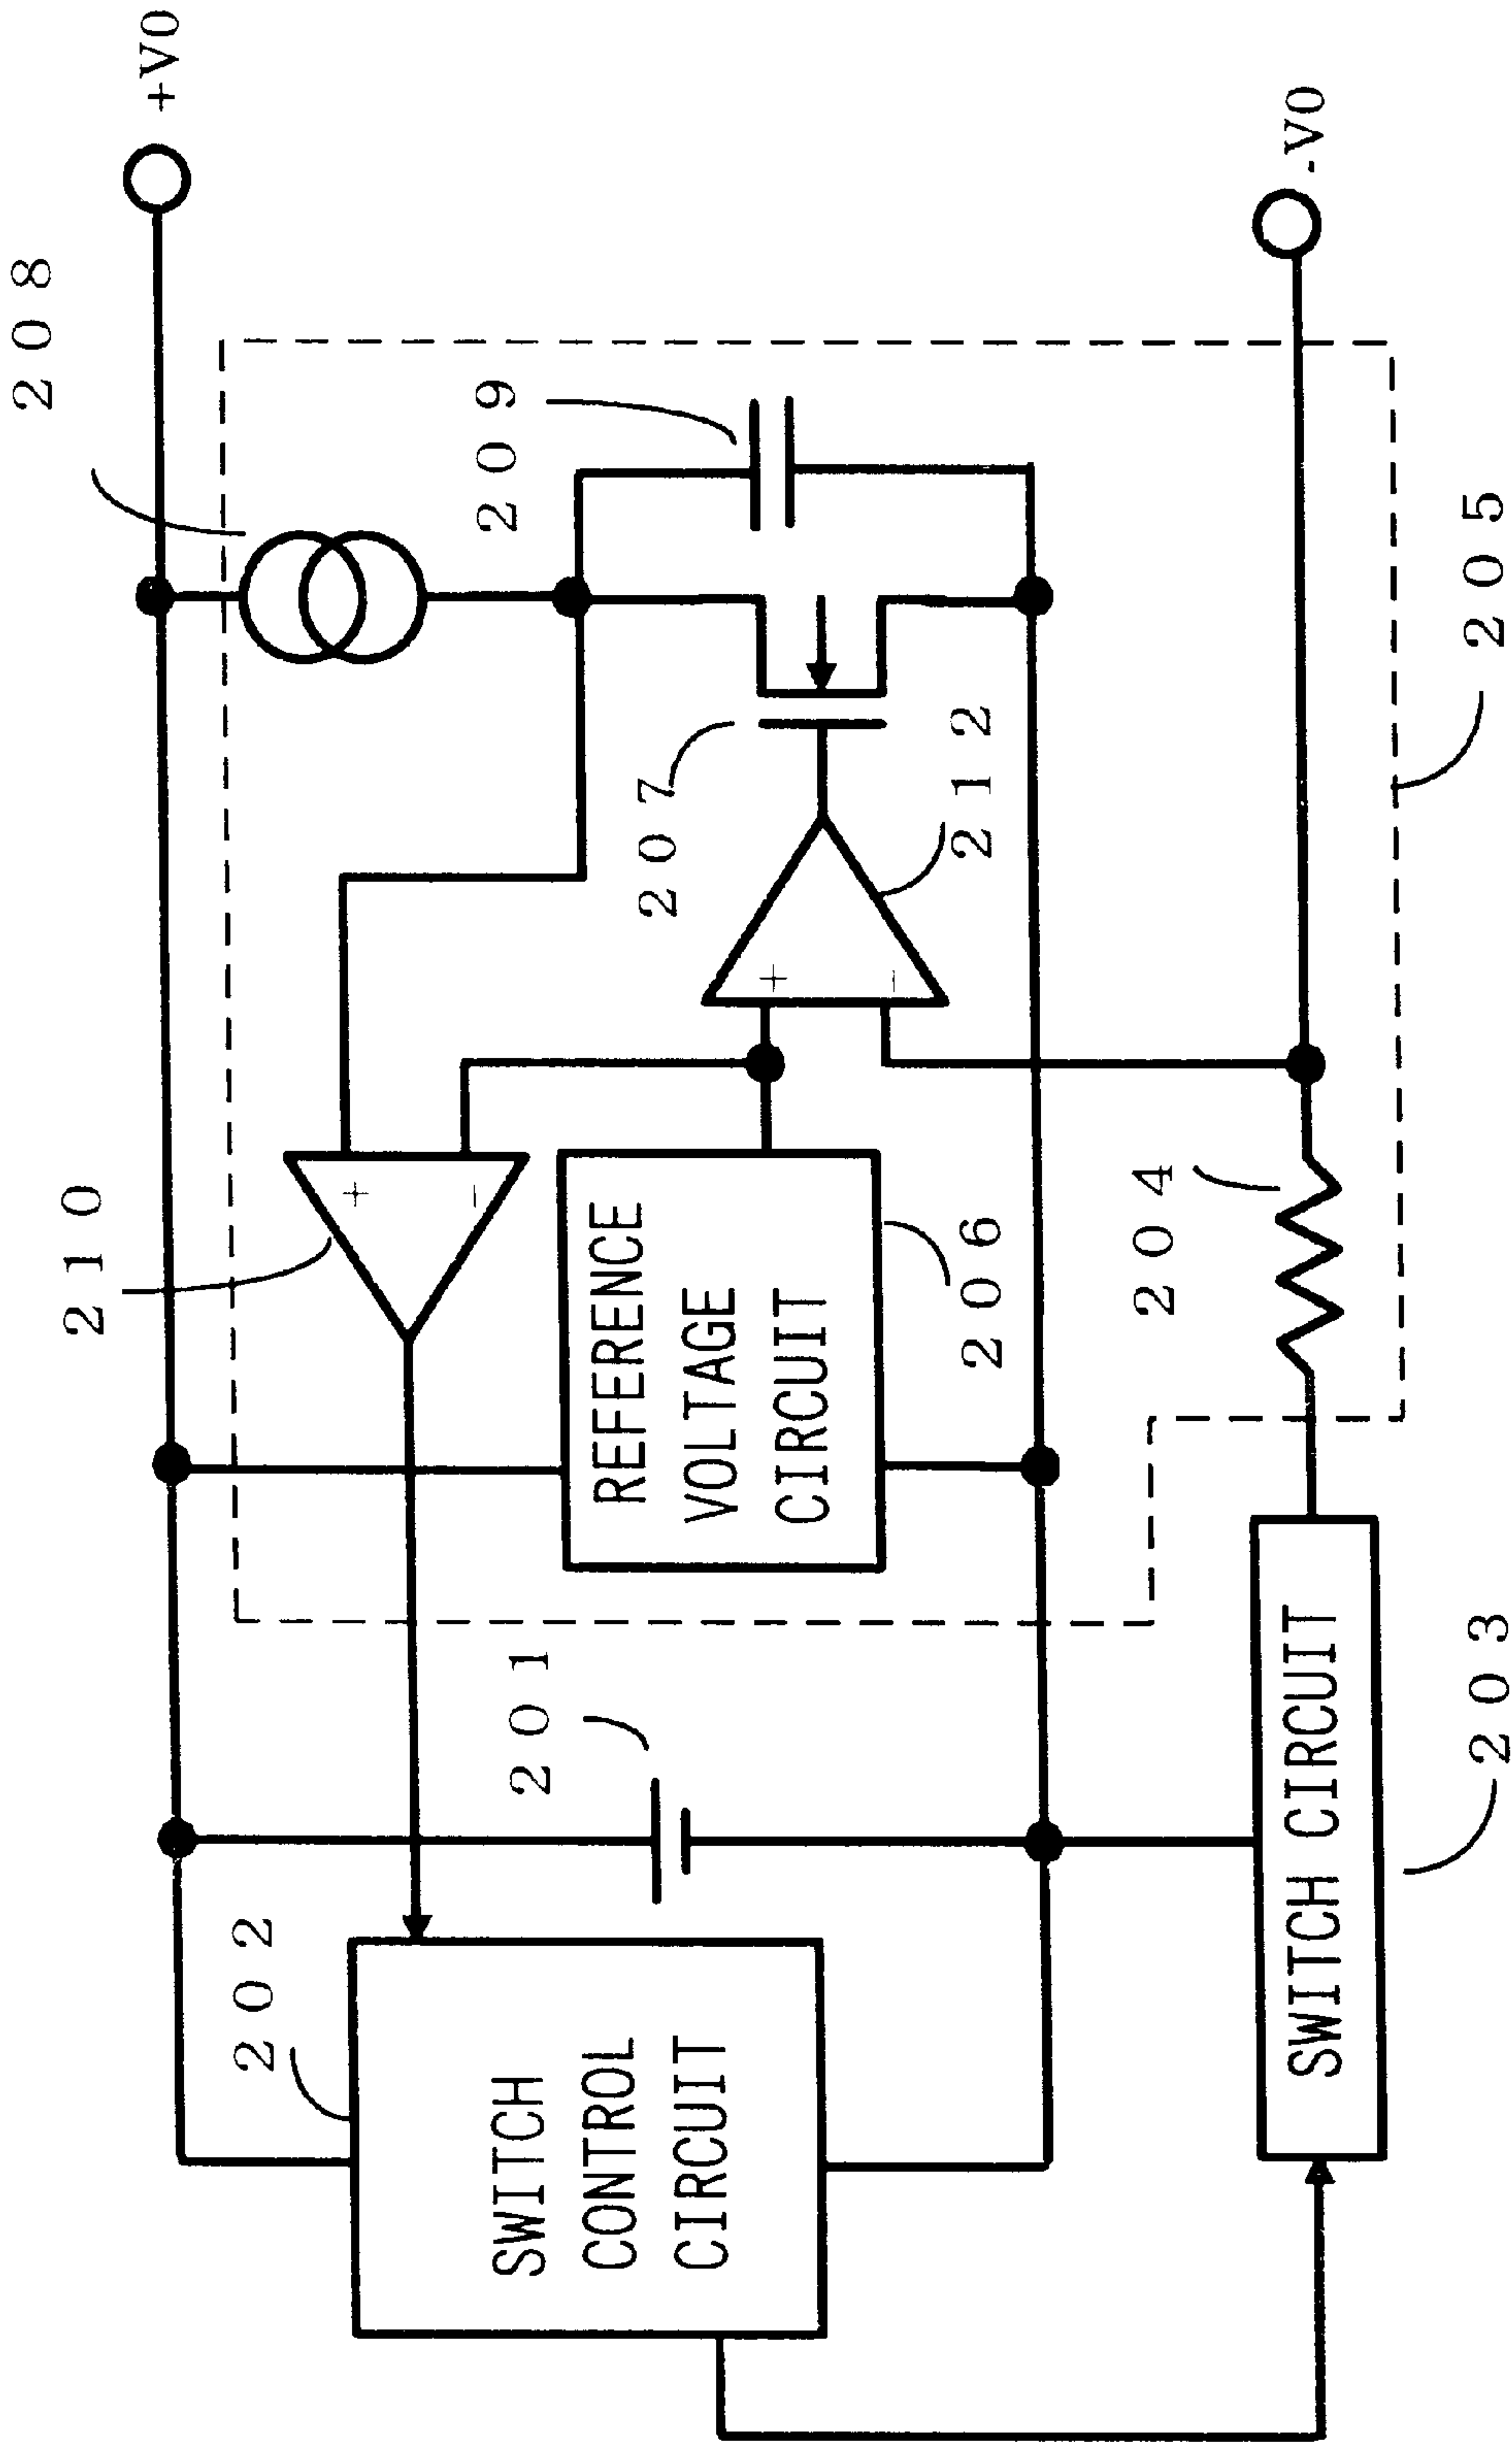 208
+V0
210
209
202
201
+
-
REFERENCE
VOLTAGE
CIRCUIT
206
207
+
-
212
SWITCH
CONTROL
CIRCUIT
204
-V0
SWITCH CIRCUIT
203
205